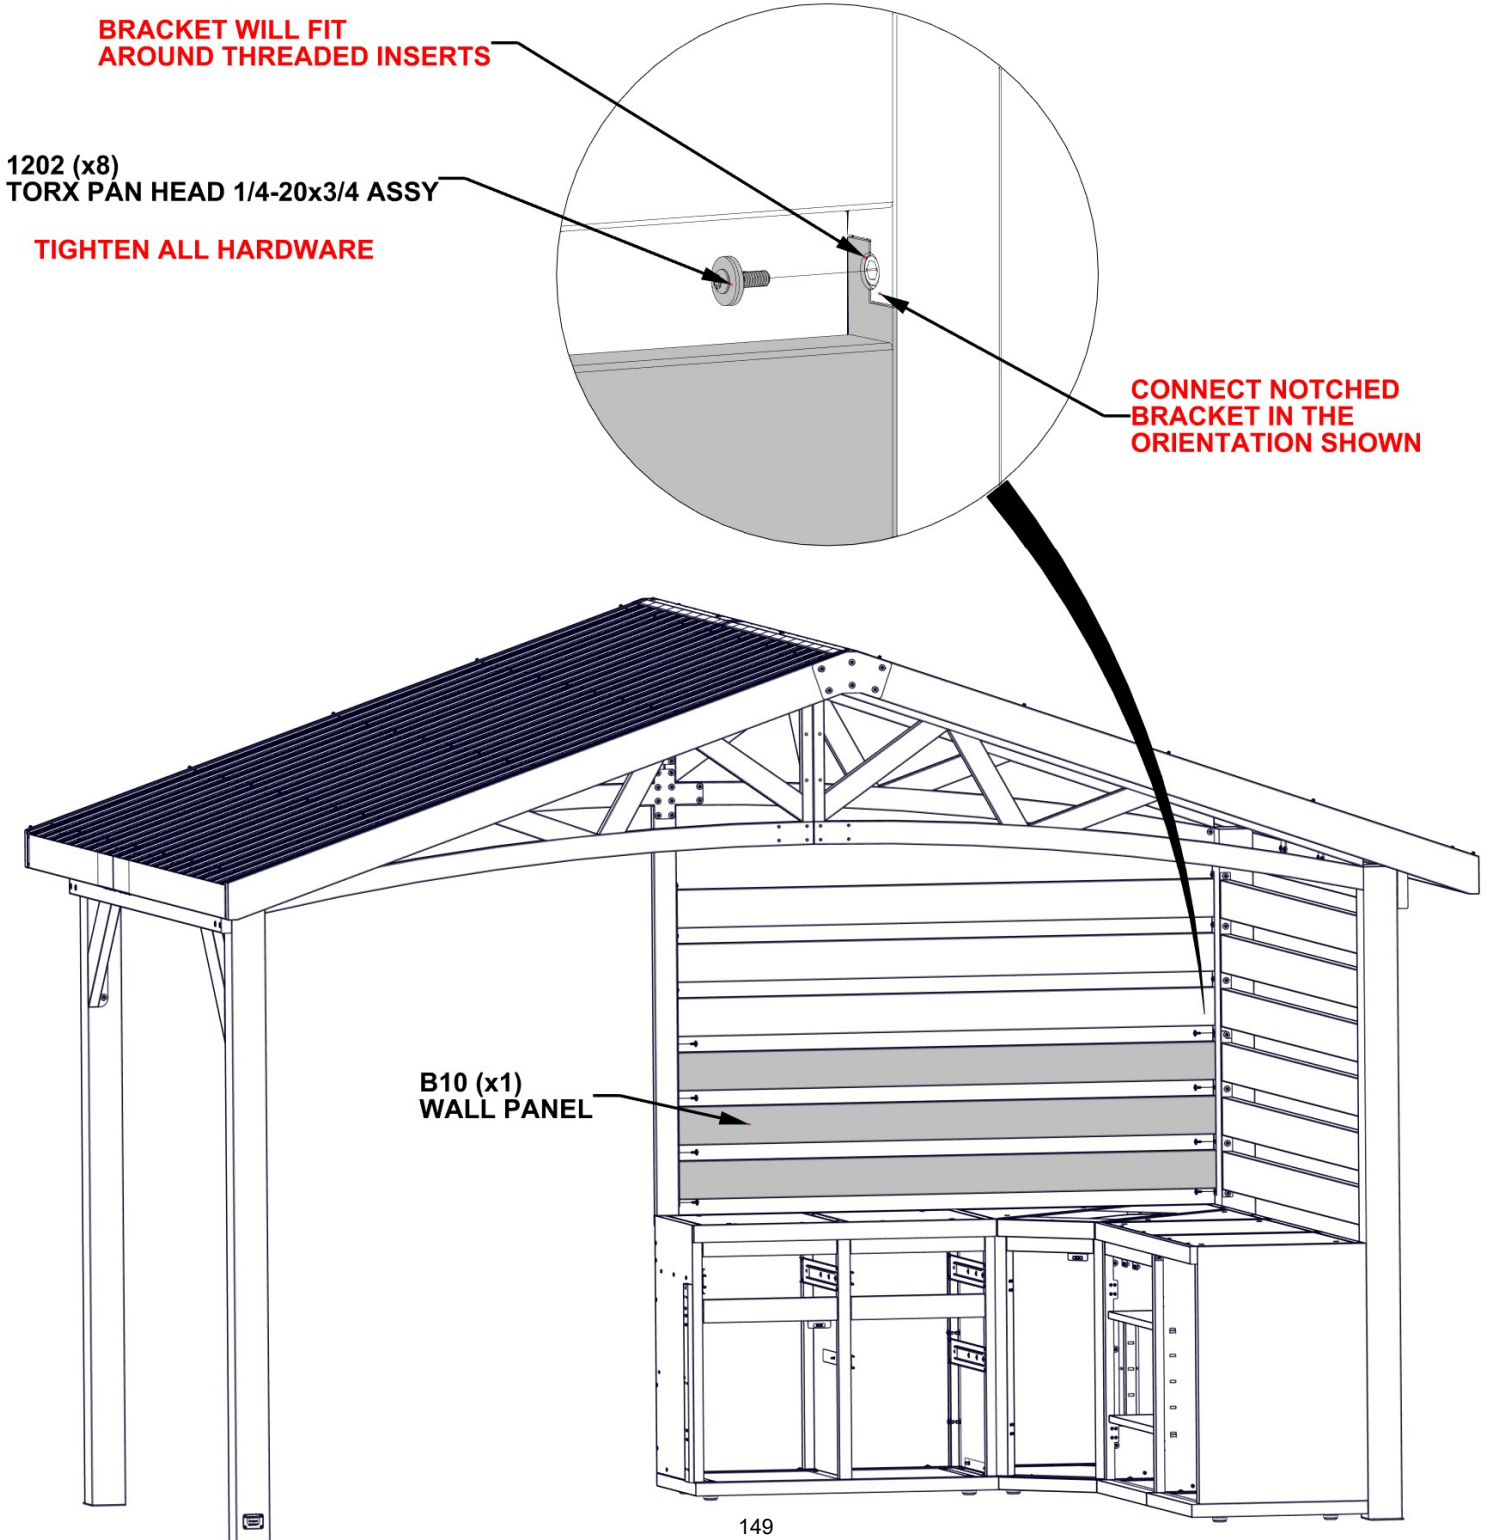 BRACKET WILL FIT
AROUND THREADED INSERTS
1202 (x8)
TORX PAN HEAD 1/4-20x3/4 ASSY
TIGHTEN ALL HARDWARE
CONNECT NOTCHED
BRACKET IN THE
ORIENTATION SHOWN
B10 (x1)
WALL PANEL
149